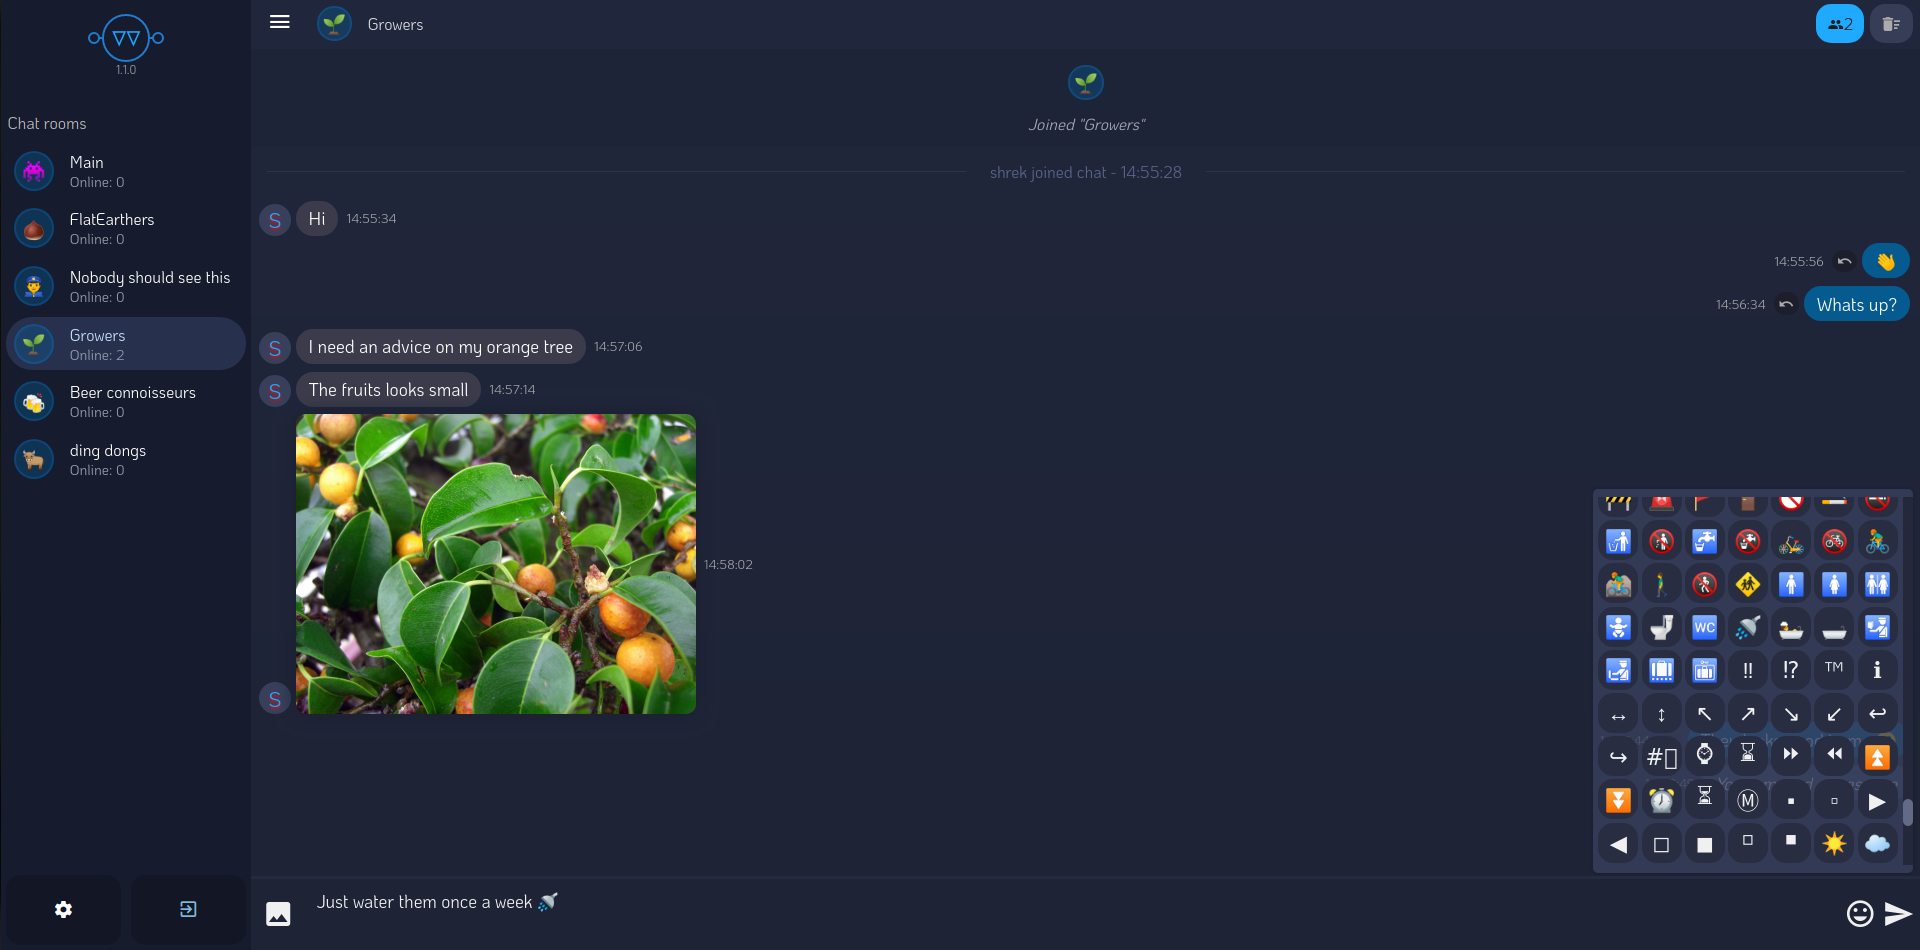 1.1.0
Chat rooms
Main
Online: 0
FlatEarthers
Online: 0
Nobody should see this
Online: 0
Growers
Online: 2
Beer connoisseurs
Online: 0
ding dongs
Online: 0
Growers
2
Joined "Growers"
shrek joined chat - 14:55:28
S Hi 14:55:34
14:55:56 👋
14:56:34 Whats up?
S I need an advice on my orange tree 14:57:06
S The fruits looks small 14:57:14
14:58:02
S
WC
!! !? TM i
#
M
Just water them once a week 🚿